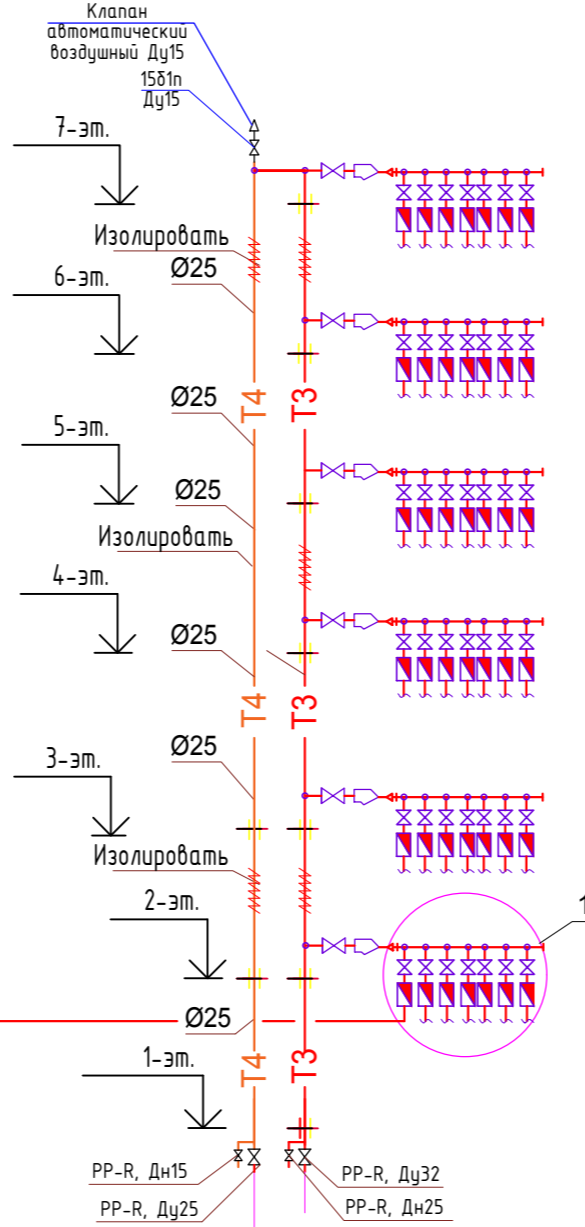 Клапан
автоматический
воздушный Ду15
15б1п
Ду15
7-эт.
Изолировать
Ø25
6-эт.
Ø25
T4
T3
5-эт.
Ø25
Изолировать
4-эт.
Ø25
T4
T3
Ø25
3-эт.
Изолировать
2-эт.
1
Ø25
T4
T3
1-эт.
PP-R, Дн15
PP-R, Ду32
PP-R, Ду25
PP-R, Дн25